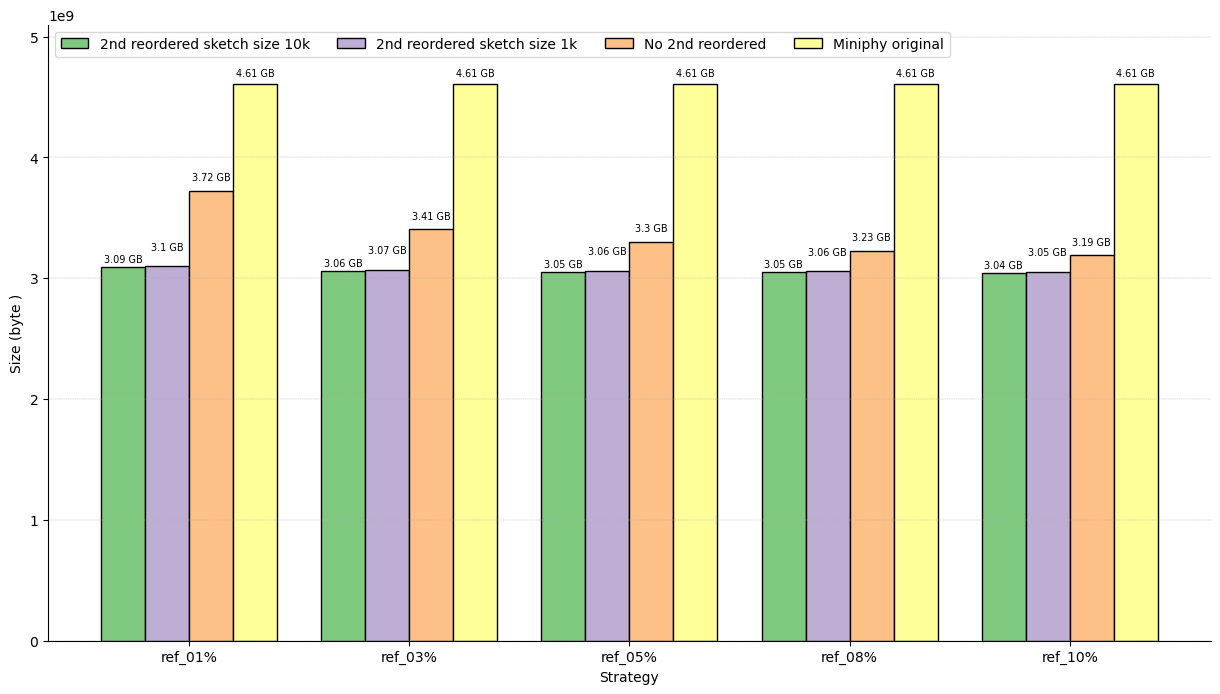 1e9
5
2nd reordered sketch size 10k 2nd reordered sketch size 1k No 2nd reordered Miniphy original
4.61 GB 4.61 GB 4.61 GB 4.61 GB 4.61 GB
4
3.72 GB
3.41 GB
3.3 GB
3.23 GB
3.19 GB
3.09 GB 3.1 GB 3.06 GB 3.07 GB 3.05 GB 3.06 GB 3.05 GB 3.06 GB 3.04 GB 3.05 GB
3
Size (byte )
2
1
0
ref_01% ref_03% ref_05% ref_08% ref_10%
Strategy